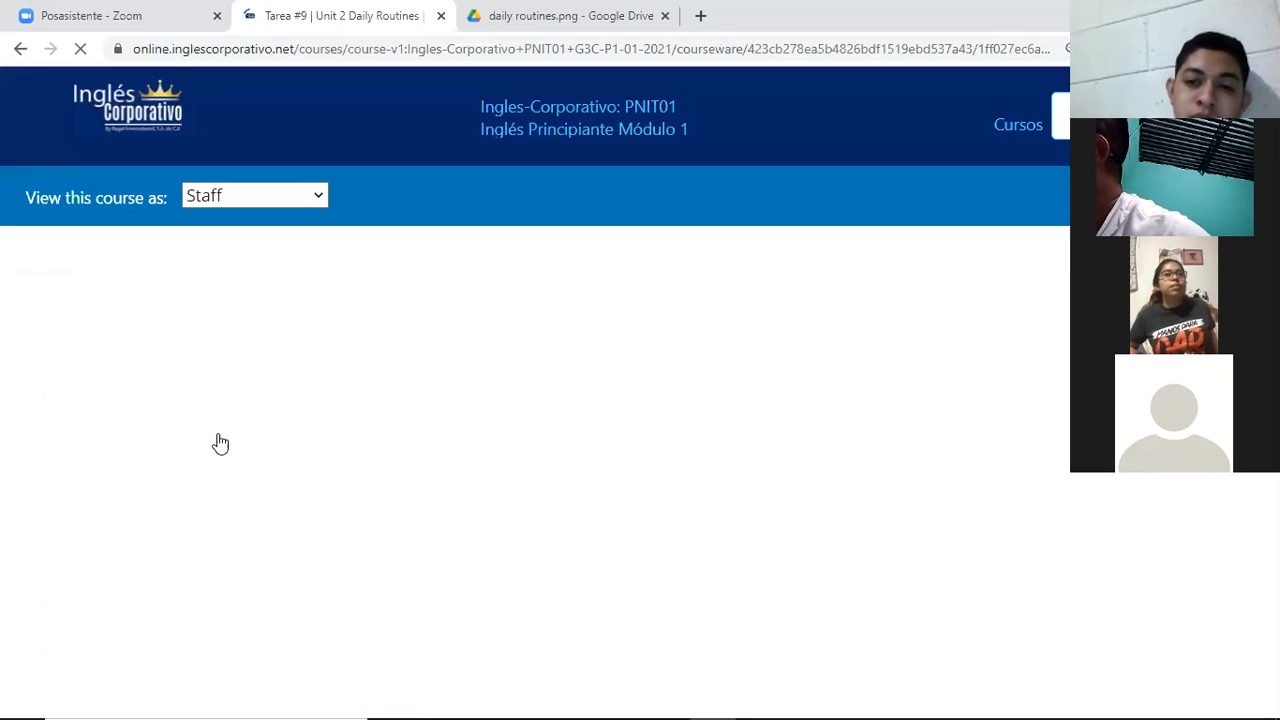 Posasistente - Zoom
Tarea #9 | Unit 2 Daily Routines |
daily routines.png - Google Drive
online.inglescorporativo.net/courses/course-v1:Ingles-Corporativo+PNIT01+G3C-P1-01-2021/courseware/423cb278ea5b4826bdf1519ebd537a43/1ff027ec6a...
Inglés
Corporativo
Ingles-Corporativo: PNIT01
Inglés Principiante Módulo 1
Cursos
View this course as:
Staff
MANOS PARA